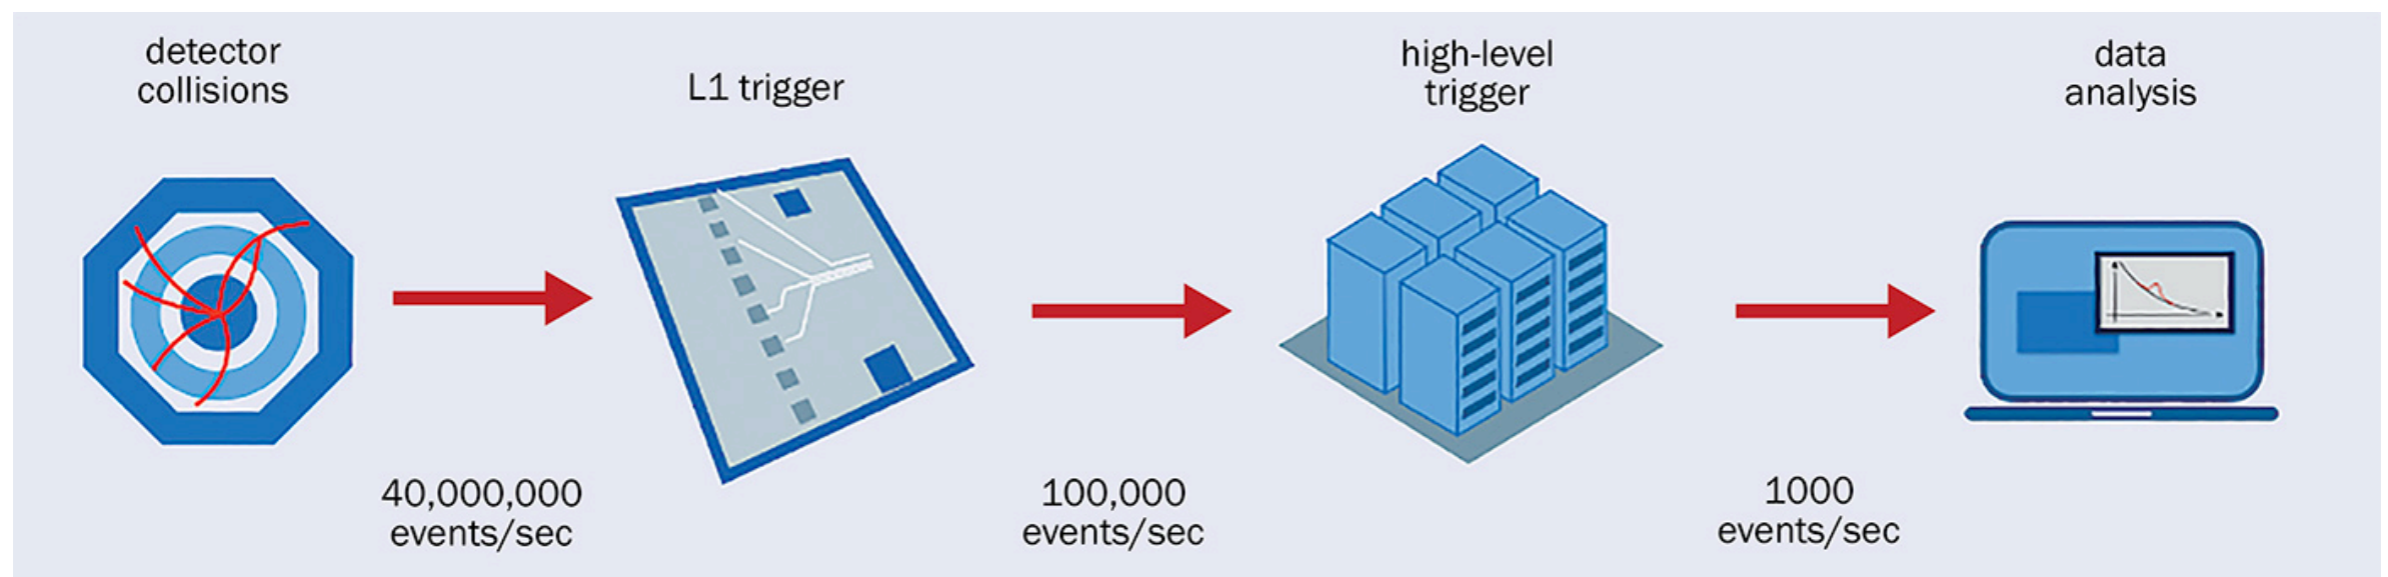 detector
collisions
L1 trigger
high-level
trigger
data
analysis
40,000,000
events/sec
100,000
events/sec
1000
events/sec